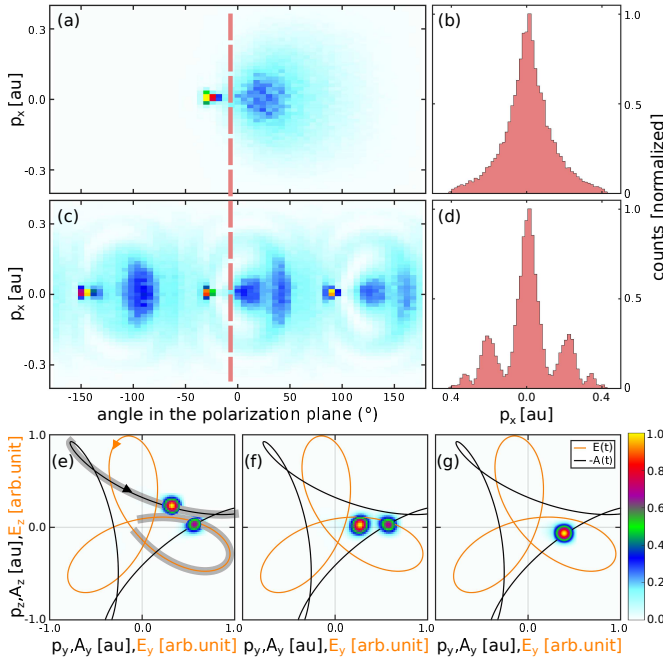 (a)
(b)
0.3
0.0
-0.3
p_x [au]
1.0
0.5
0
(c)
(d)
0.3
0.0
-0.3
p_x [au]
1.0
0.5
0
counts [normalized]
-150 -100 -50 0 50 100 150
0.4 0.0 0.4
angle in the polarization plane (°)
p_x [au]
(e)
(f)
(g)
E(t)
-A(t)
1.0
0.0
-1.0
p_z,A_z [au],E_z [arb.unit]
1.0
0.8
0.6
0.4
0.2
0.0
-1.0 0.0 1.0 0.0 1.0 0.0 1.0
p_y,A_y [au],E_y [arb.unit]
p_y,A_y [au],E_y [arb.unit]
p_y,A_y [au],E_y [arb.unit]